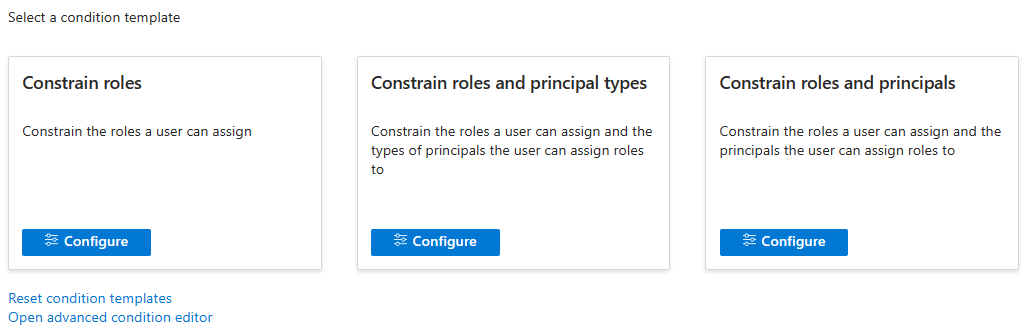 Select a condition template
Constrain roles
Constrain the roles a user can assign
Configure
Constrain roles and principal types
Constrain the roles a user can assign and the
types of principals the user can assign roles
to
Configure
Constrain roles and principals
Constrain the roles a user can assign and the
principals the user can assign roles to
Configure
Reset condition templates
Open advanced condition editor